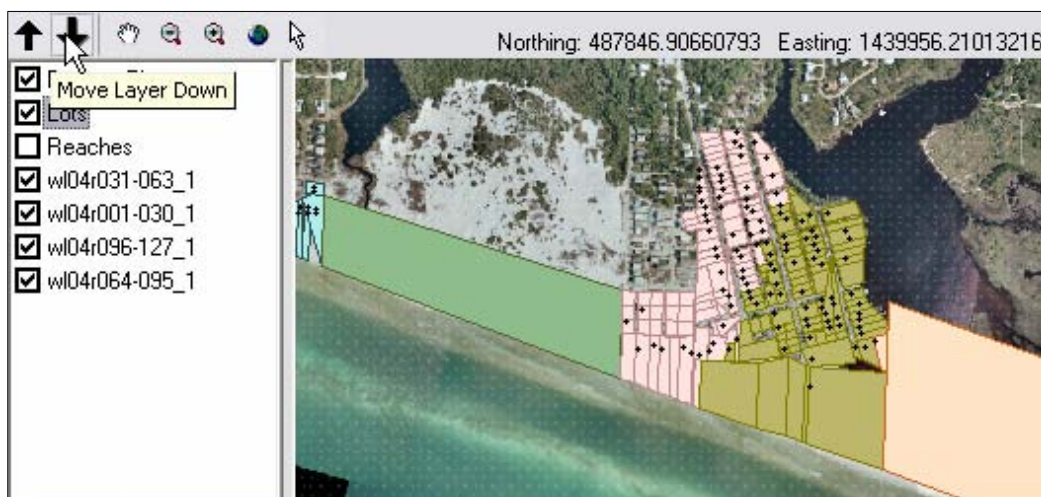 Northing: 487846.90660793 Easting: 1439956.21013216
Move Layer Down
Lots
Reaches
wl04r031-063_1
wl04r001-030_1
wl04r096-127_1
wl04r064-095_1